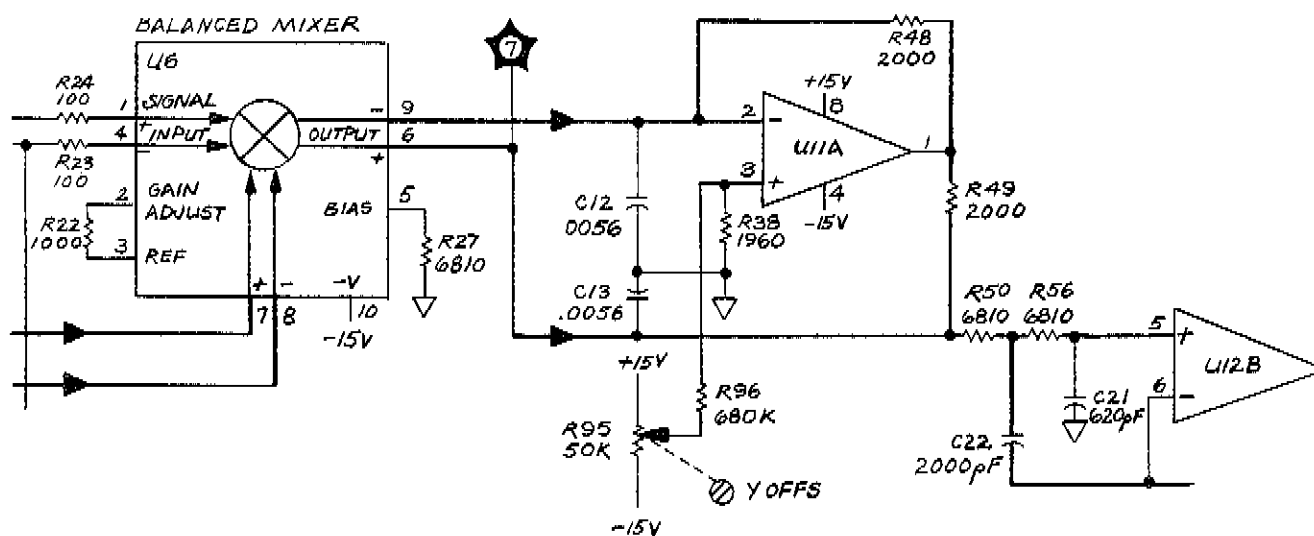 BALANCED MIXER
U6
7
R24
100
1
SIGNAL
+
4
INPUT
-
R23
100
OUTPUT
-
9
6
+
2
GAIN
ADJUST
R22
1000
3
REF
BIAS
5
R27
6810
+
-
-V
7
8
10
-15V
R48
2000
+15V
8
2
-
U11A
1
3
+
4
-15V
C12
.0056
R38
1960
R49
2000
C13
.0056
+15V
R96
680K
R95
50K
Y OFFS
-15V
R50
6810
R56
6810
5
+
U12B
6
-
C21
620pF
C22
2000pF